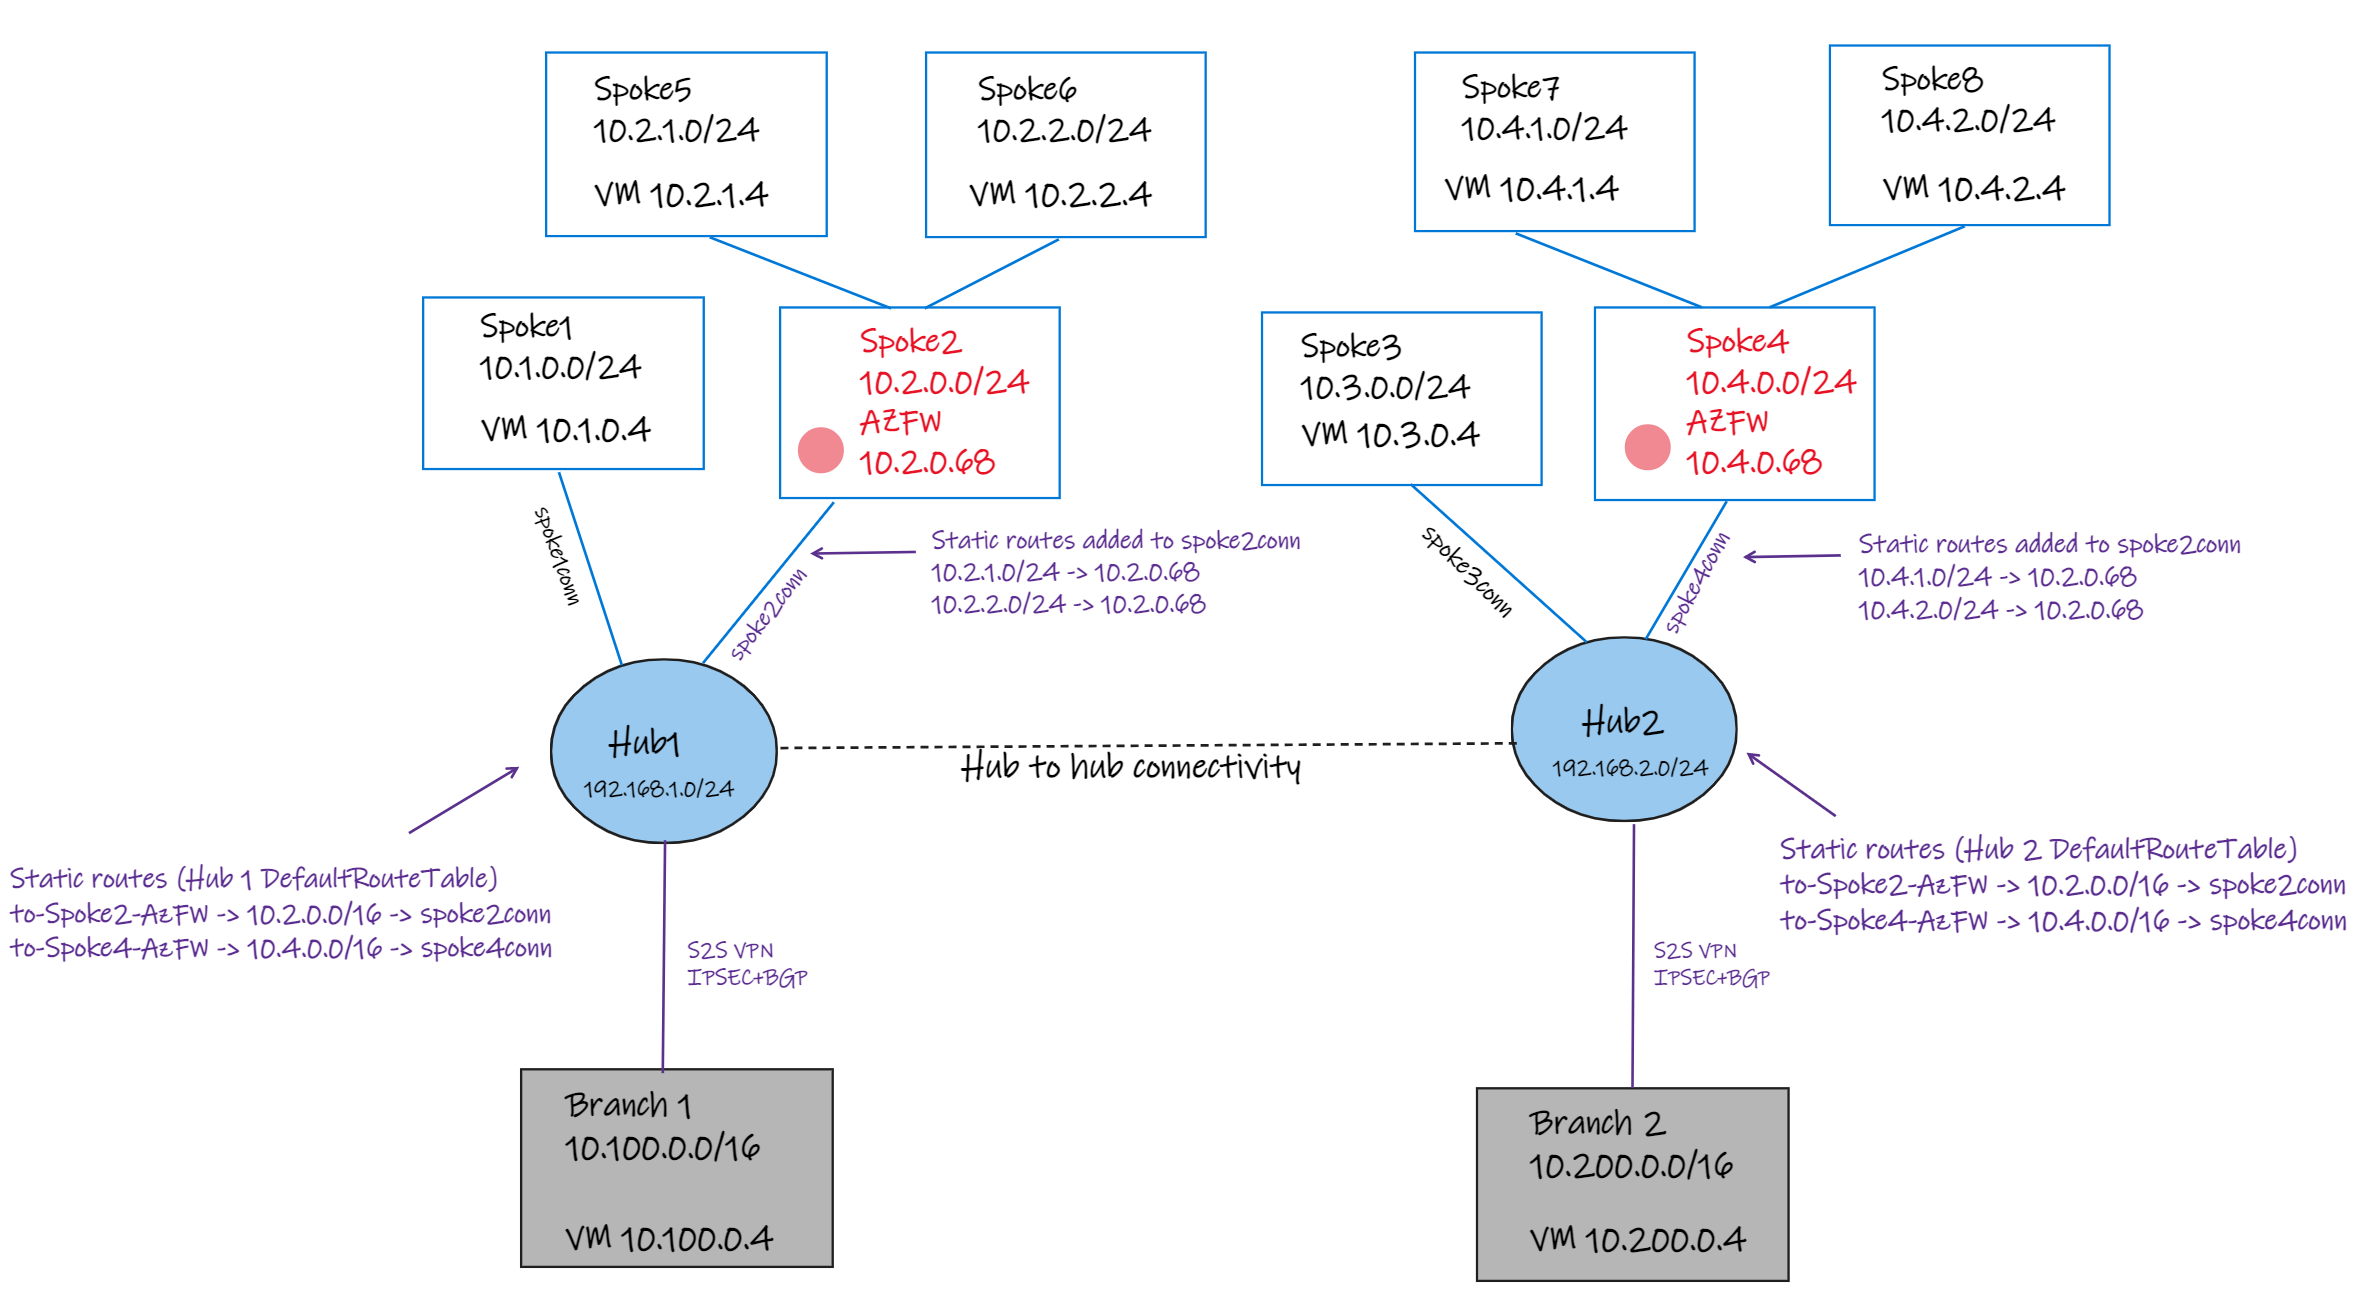 Spoke5
10.2.1.0/24
VM 10.2.1.4
Spoke6
10.2.2.0/24
VM 10.2.2.4
Spoke7
10.4.1.0/24
VM 10.4.1.4
Spoke8
10.4.2.0/24
VM 10.4.2.4
Spoke1
10.1.0.0/24
VM 10.1.0.4
Spoke2
10.2.0.0/24
AZFW
10.2.0.68
Spoke3
10.3.0.0/24
VM 10.3.0.4
Spoke4
10.4.0.0/24
AZFW
10.4.0.68
spoke1conn
spoke2conn
Static routes added to spoke2conn
10.2.1.0/24 -> 10.2.0.68
10.2.2.0/24 -> 10.2.0.68
spoke3conn
spoke4conn
Static routes added to spoke2conn
10.4.1.0/24 -> 10.2.0.68
10.4.2.0/24 -> 10.2.0.68
Hub1
192.168.1.0/24
Hub to hub connectivity
Hub2
192.168.2.0/24
Static routes (Hub 1 DefaultRouteTable)
to-Spoke2-AzFW -> 10.2.0.0/16 -> spoke2conn
to-Spoke4-AzFW -> 10.4.0.0/16 -> spoke4conn
Static routes (Hub 2 DefaultRouteTable)
to-Spoke2-AzFW -> 10.2.0.0/16 -> spoke2conn
to-Spoke4-AzFW -> 10.4.0.0/16 -> spoke4conn
S2S VPN
IPSEC+BGP
S2S VPN
IPSEC+BGP
Branch 1
10.100.0.0/16
VM 10.100.0.4
Branch 2
10.200.0.0/16
VM 10.200.0.4